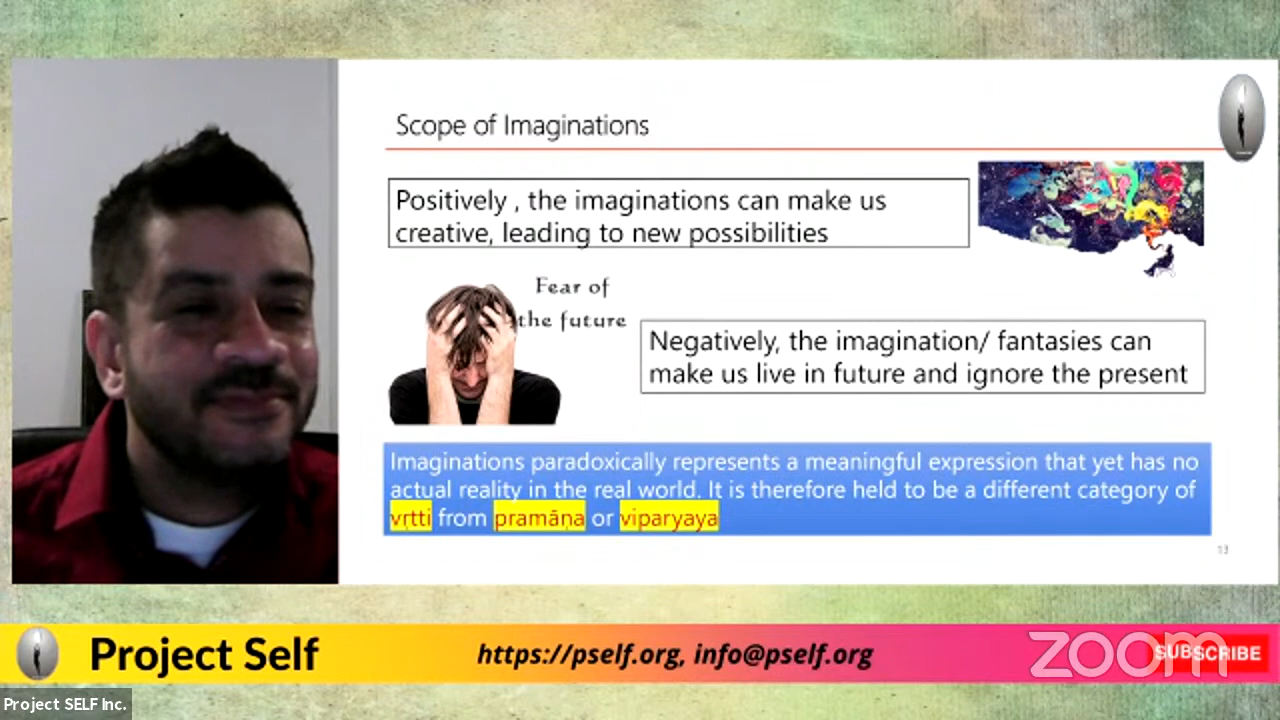 Scope of Imaginations
Positively , the imaginations can make us
creative, leading to new possibilities
Fear of
the future
Negatively, the imagination/ fantasies can
make us live in future and ignore the present
Imaginations paradoxically represents a meaningful expression that yet has no
actual reality in the real world. It is therefore held to be a different category of
vṛtti from pramāṇa or viparyaya
13
Project Self
https://pself.org, info@pself.org
zoom
SUBSCRIBE
Project SELF Inc.